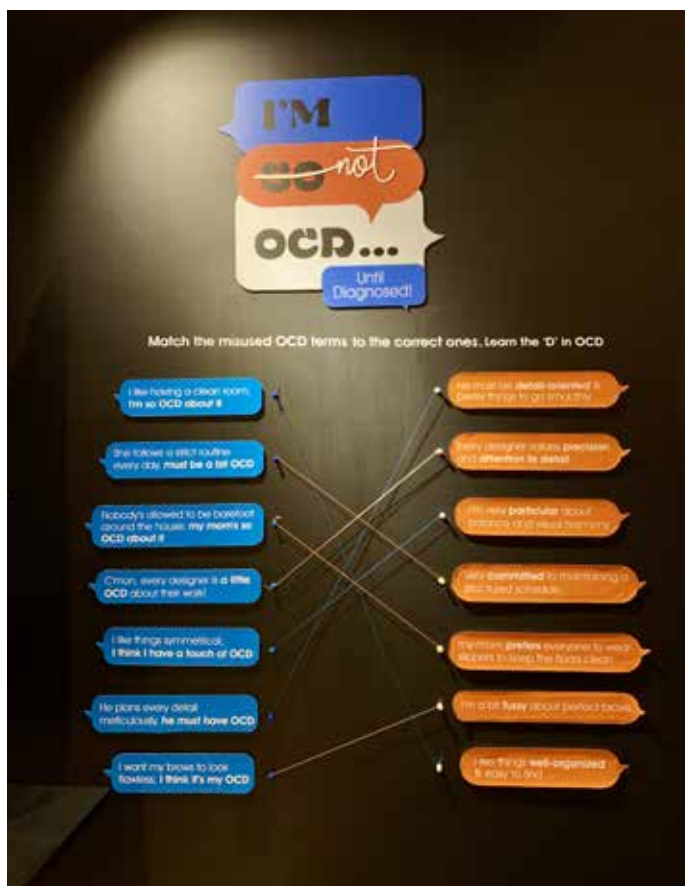 I'M
so not
OCD...
Until
Diagnosed!
Match the misused OCD terms to the correct ones. Learn the 'D' in OCD
I like having a clean room,
I'm so OCD about it
She follows a strict routine
every day, must be a bit OCD
Nobody's allowed to be barefoot
around the house; my mom's so
OCD about it
C'mon, every designer is a little
OCD about their work!
I like things symmetrical;
I think I have a touch of OCD
He plans every detail
meticulously, he must have OCD
I want my brows to look
flawless; I think it's my OCD
detail-oriented &
prefer things to go smoothly
Every designer values precision
and attention to detail
I'm very particular about
balance and visual harmony
Very committed to maintaining a
structured schedule
my mom prefers everyone to wear
slippers to keep the floors clean
I'm a bit fussy about perfect brows
I like things well-organized
& easy to find